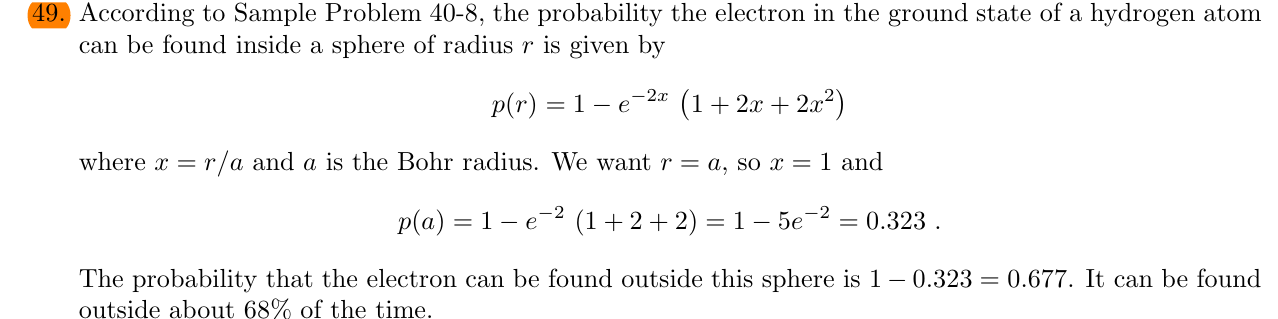 49. According to Sample Problem 40-8, the probability the electron in the ground state of a hydrogen atom
can be found inside a sphere of radius r is given by
p(r) = 1 − e^{−2x} (1 + 2x + 2x²)
where x = r/a and a is the Bohr radius. We want r = a, so x = 1 and
p(a) = 1 − e^{−2} (1 + 2 + 2) = 1 − 5e^{−2} = 0.323 .
The probability that the electron can be found outside this sphere is 1 − 0.323 = 0.677. It can be found
outside about 68% of the time.